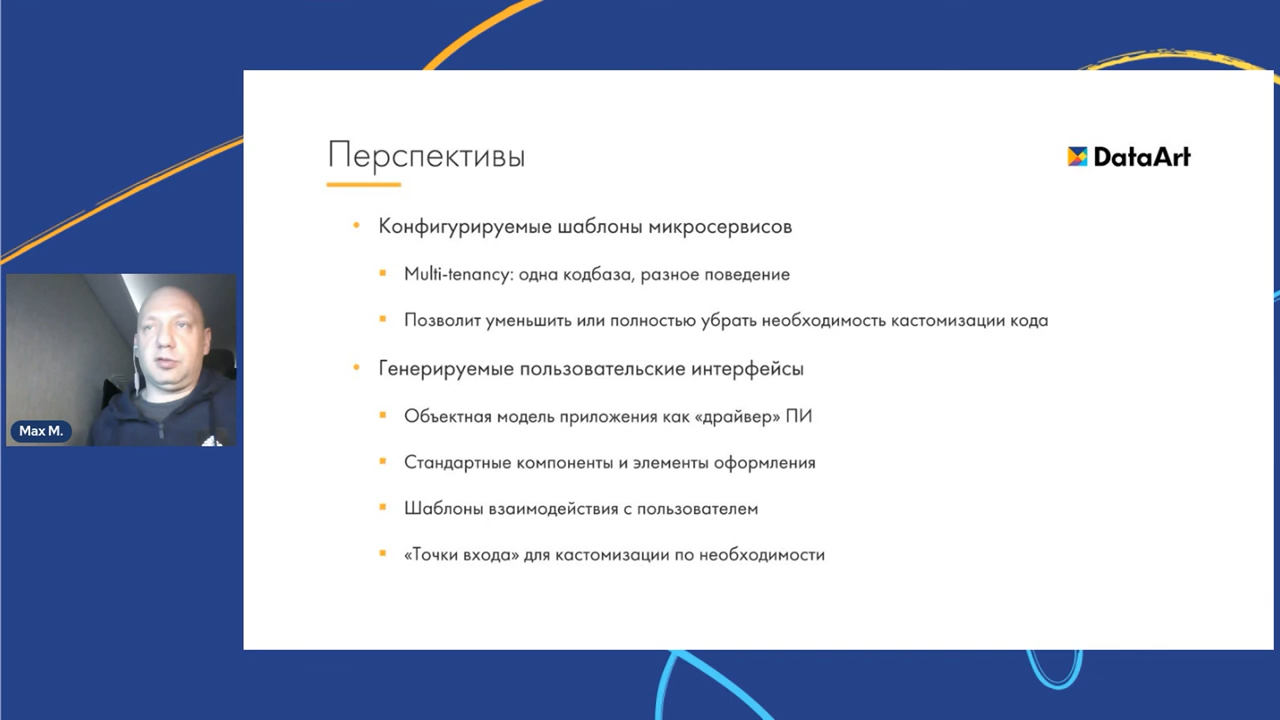 Перспективы
DataArt
Конфигурируемые шаблоны микросервисов
Multi-tenancy: одна кодбаза, разное поведение
Позволит уменьшить или полностью убрать необходимость кастомизации кода
Генерируемые пользовательские интерфейсы
Объектная модель приложения как «драйвер» ПИ
Стандартные компоненты и элементы оформления
Шаблоны взаимодействия с пользователем
«Точки входа» для кастомизации по необходимости
Max M.